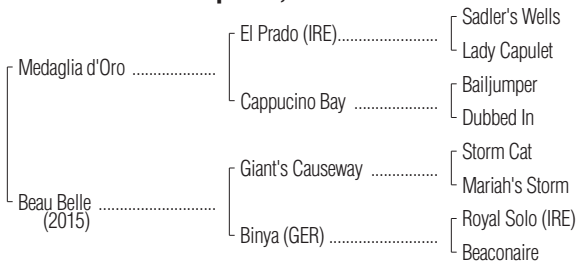 Sadler's Wells
El Prado (IRE)....................
Lady Capulet
Medaglia d'Oro .....................
Bailjumper
Cappucino Bay .....................
Dubbed In
Storm Cat
Giant's Causeway .................
Mariah's Storm
Beau Belle .............................
(2015)
Royal Solo (IRE)
Binya (GER) ...........................
Beaconaire